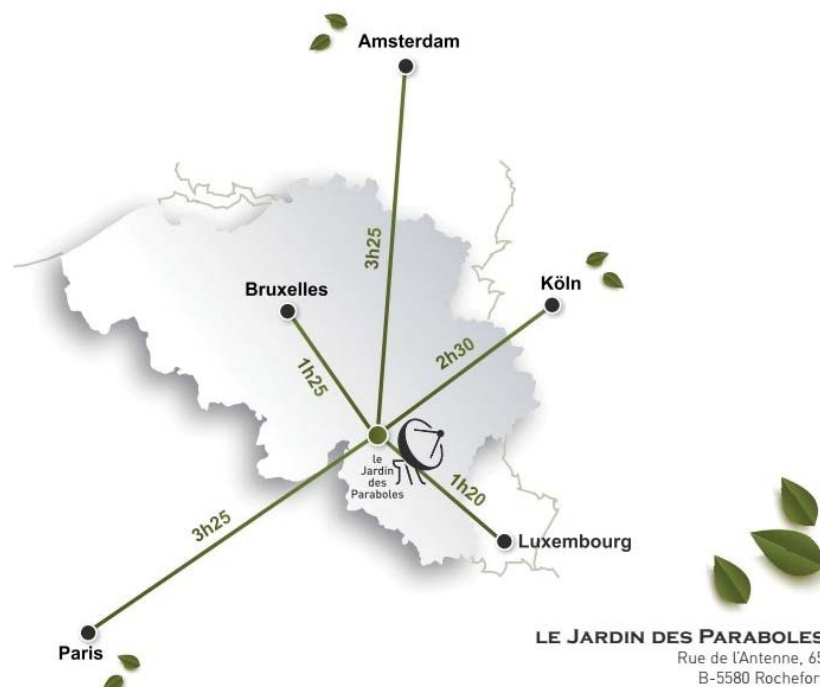 Amsterdam
3h25
Bruxelles
Köln
1h25
2h30
le
Jardin
des
Paraboles
1h20
3h25
Luxembourg
Paris
LE JARDIN DES PARABOLES
Rue de l'Antenne, 65
B-5580 Rochefor